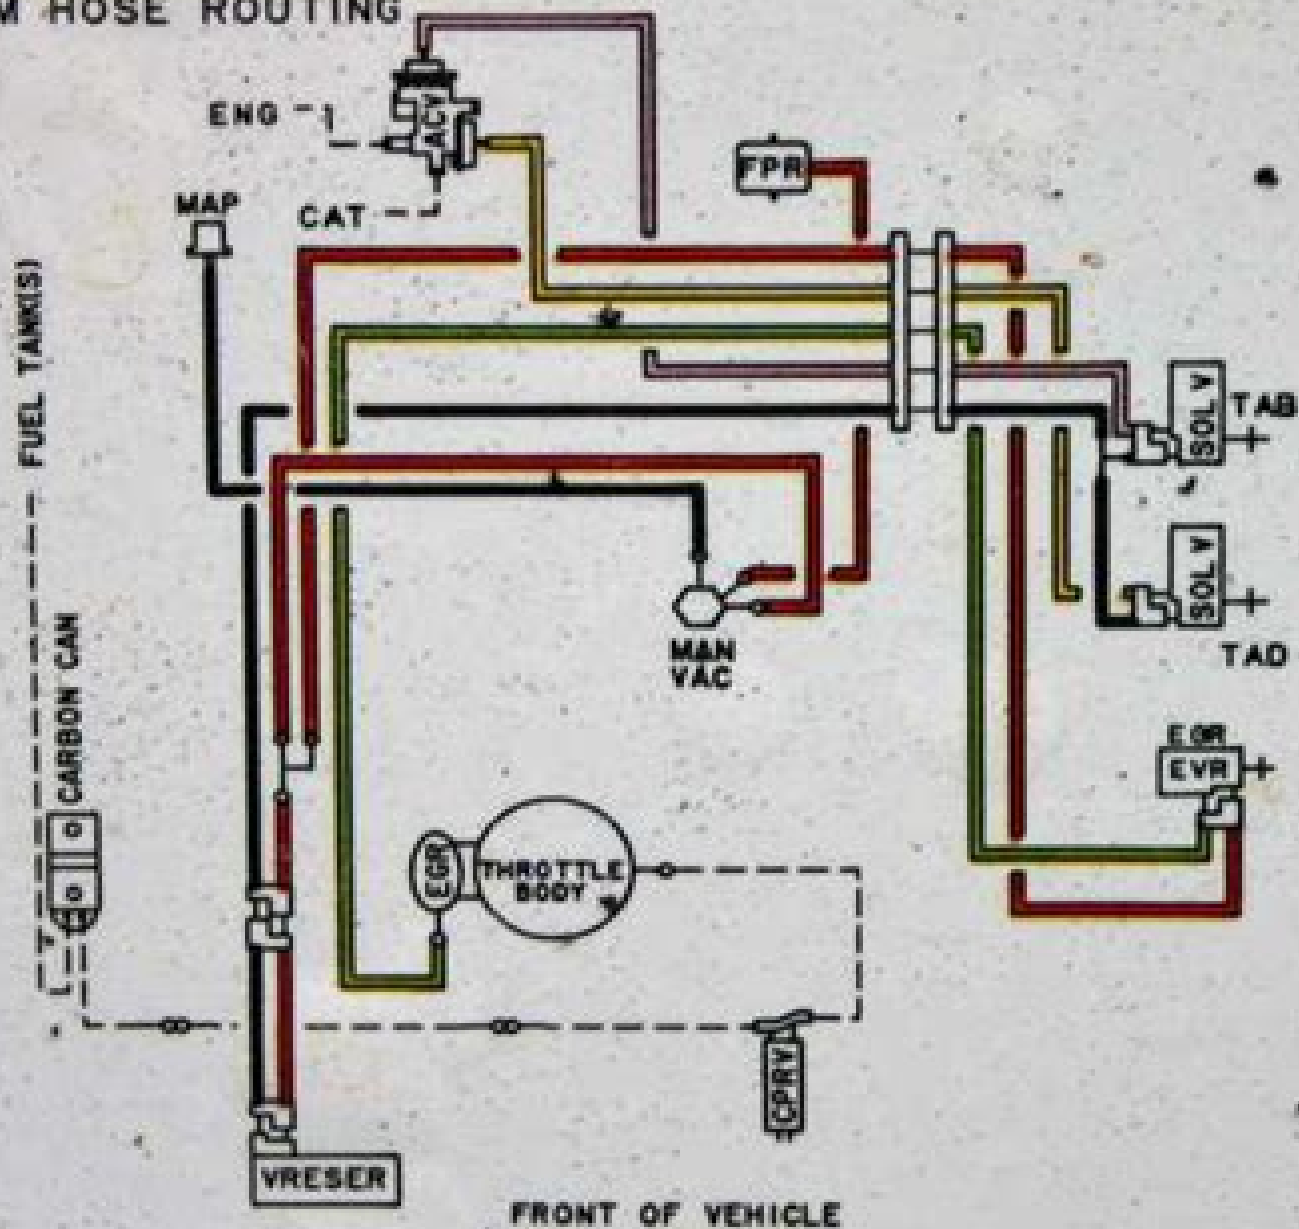 M HOSE ROUTING
ENG
ACV
CAT
MAP
FPR
FUEL TANK(S)
SOL V
TAB
SOL V
TAD
MAN
VAC
CARBON CAN
EGR
EVR
EGR
THROTTLE
BODY
CPRV
VRESER
FRONT OF VEHICLE